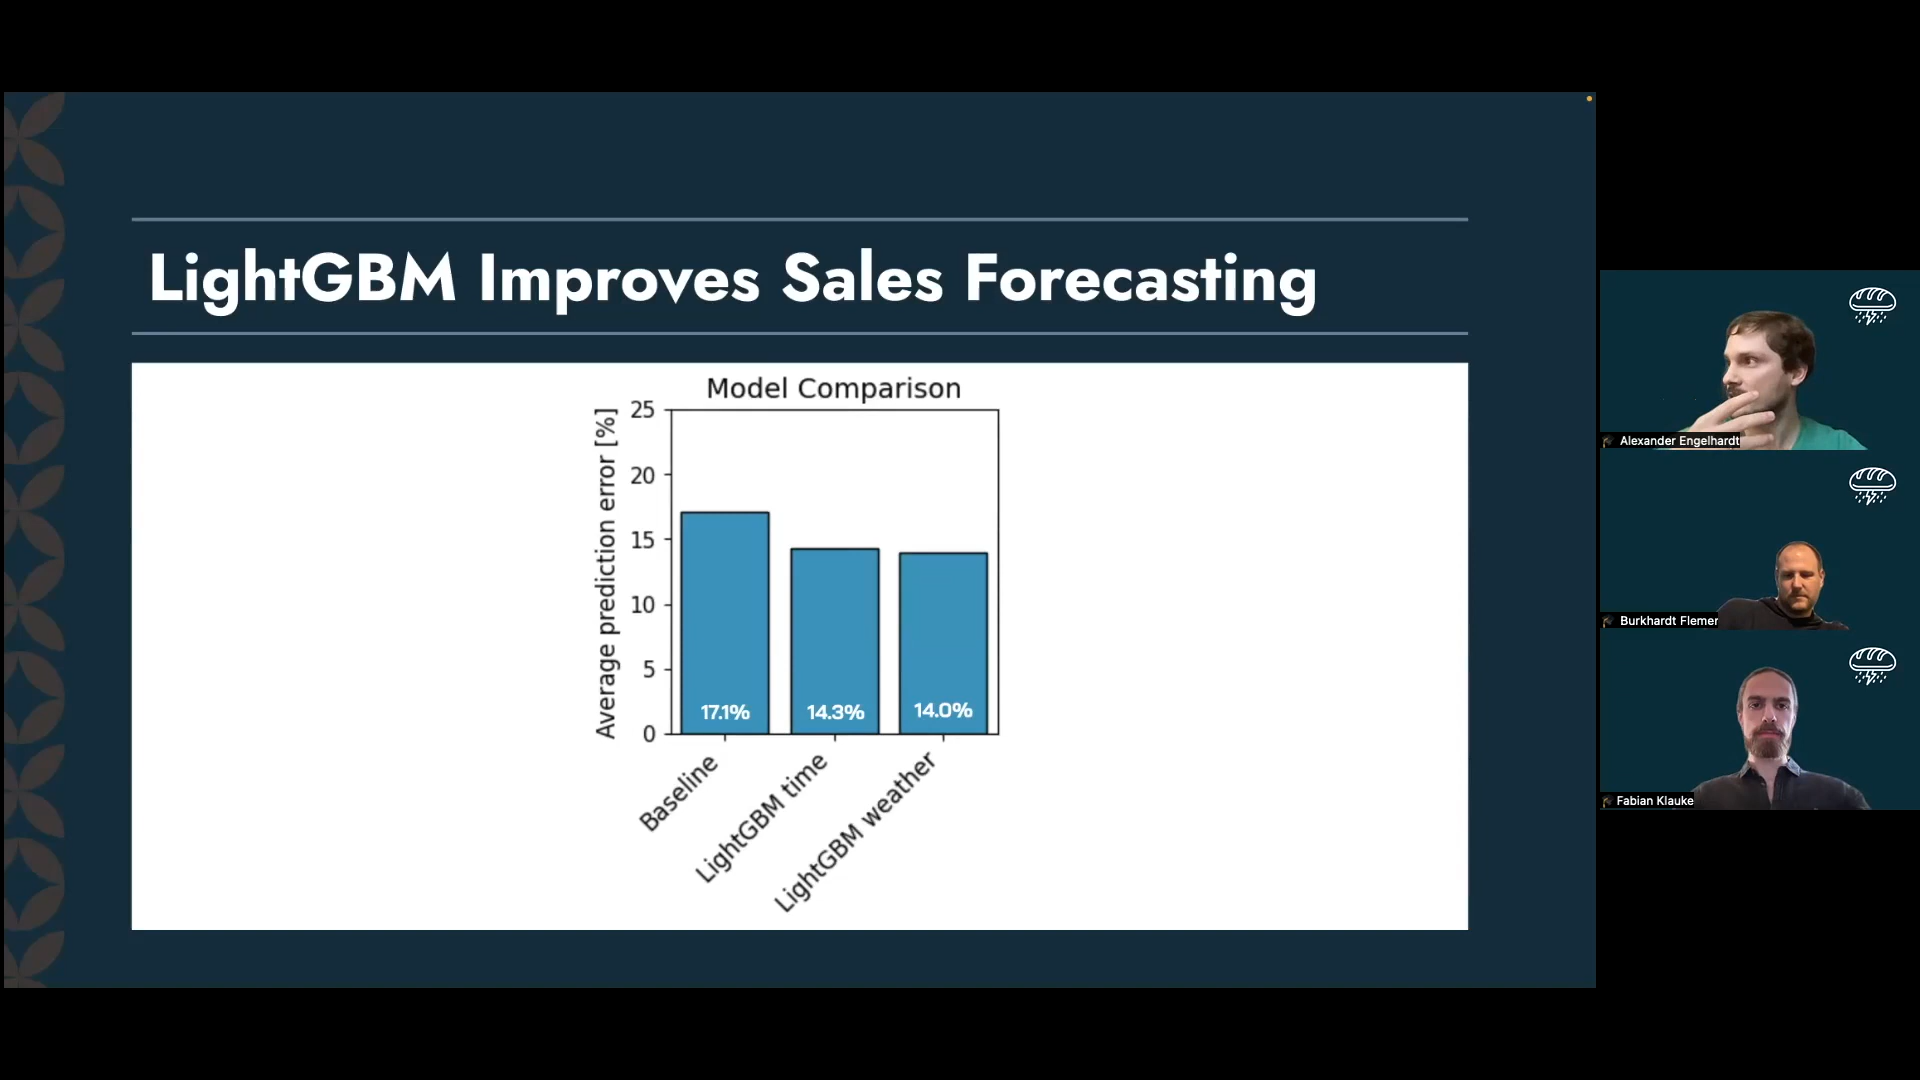 LightGBM Improves Sales Forecasting
Model Comparison
Average prediction error [%]
25
20
15
10
5
0
17.1%
14.3%
14.0%
Baseline
LightGBM time
LightGBM weather
Alexander Engelhardt
Burkhardt Flemer
Fabian Klauke